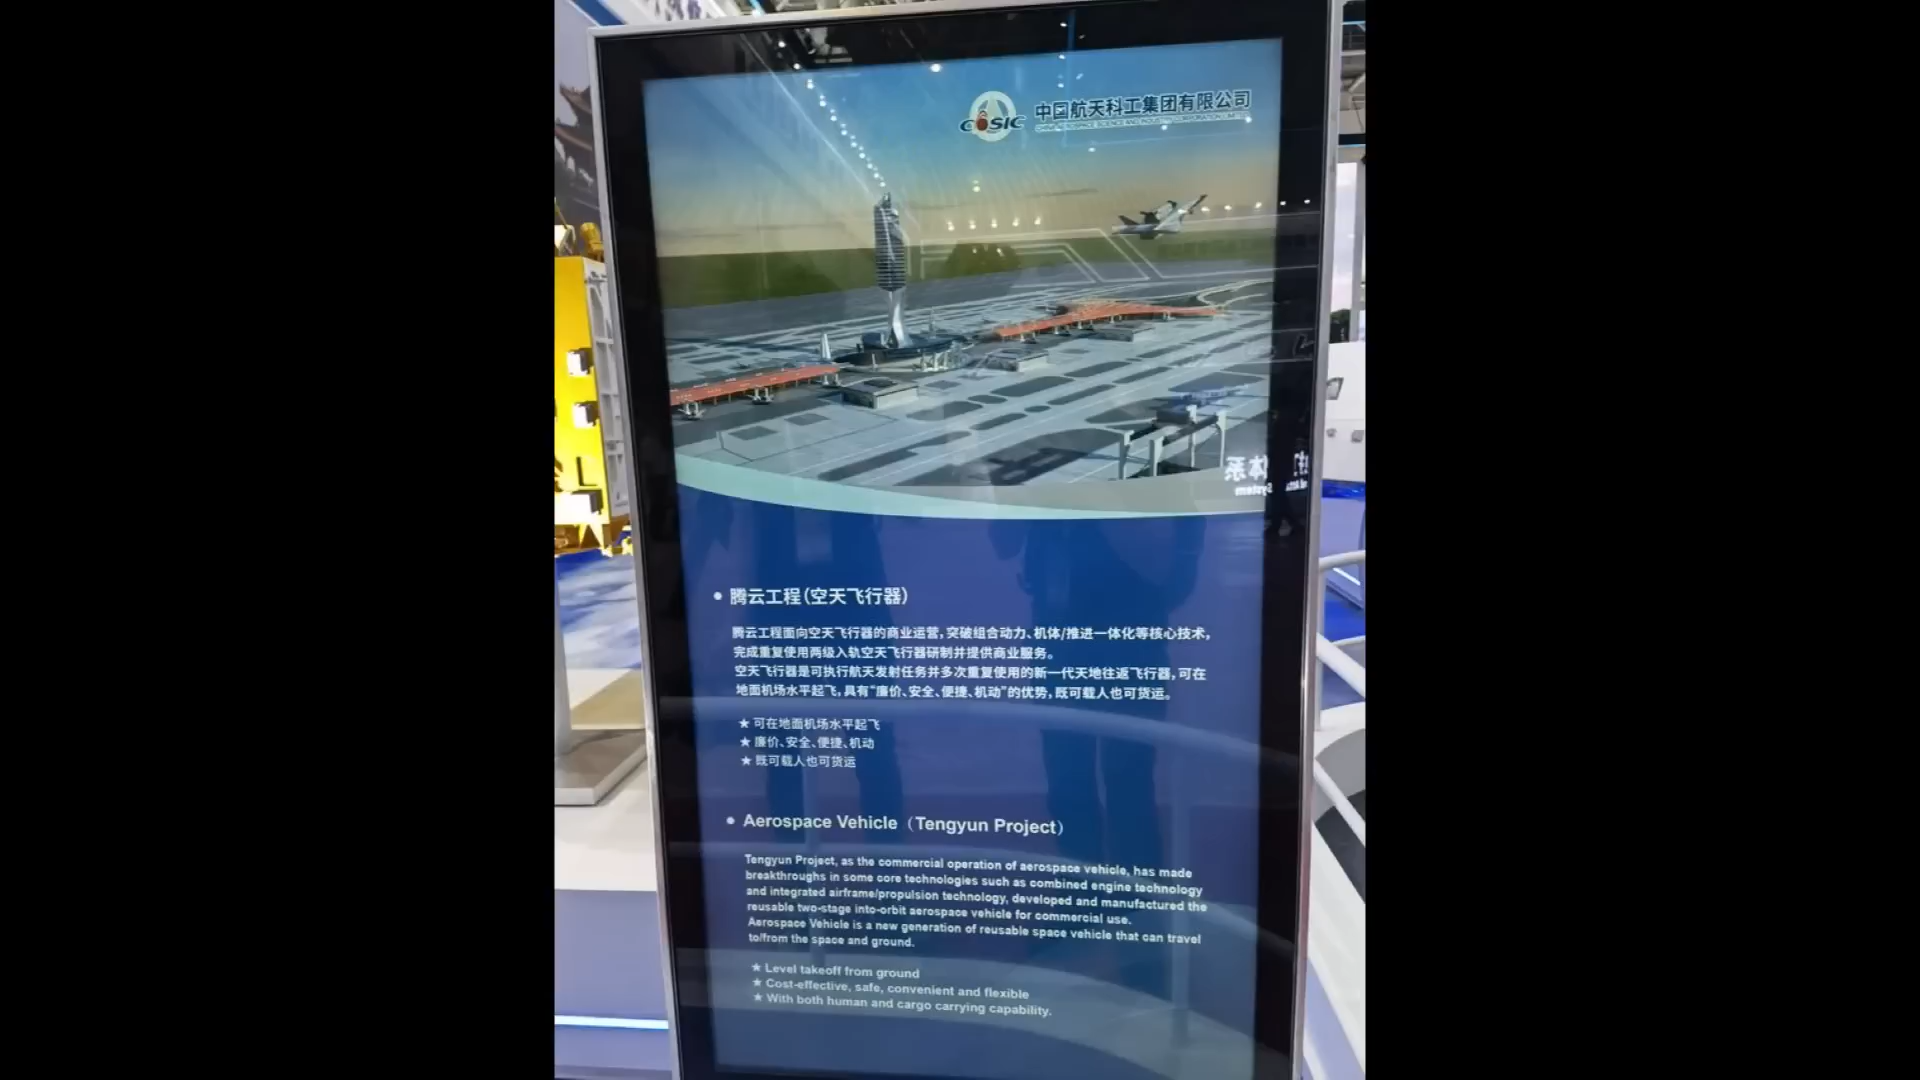 CASIC
中国航天科工集团有限公司
CHINA AEROSPACE SCIENCE AND INDUSTRY CORPORATION LIMITED
体系
System
• 腾云工程(空天飞行器)
腾云工程面向空天飞行器的商业运营,突破组合动力、机体/推进一体化等核心技术,
完成重复使用两级入轨空天飞行器研制并提供商业服务。
空天飞行器是可执行航天发射任务并多次重复使用的新一代天地往返飞行器,可在
地面机场水平起飞,具有“廉价、安全、便捷、机动”的优势,既可载人也可货运。
★ 可在地面机场水平起飞
★ 廉价、安全、便捷、机动
★ 既可载人也可货运
• Aerospace Vehicle（Tengyun Project）
Tengyun Project, as the commercial operation of aerospace vehicle, has made
breakthroughs in some core technologies such as combined engine technology
and integrated airframe/propulsion technology, developed and manufactured the
reusable two-stage into-orbit aerospace vehicle for commercial use.
Aerospace Vehicle is a new generation of reusable space vehicle that can travel
to/from the space and ground.
★ Level takeoff from ground
★ Cost-effective, safe, convenient and flexible
★ With both human and cargo carrying capability.